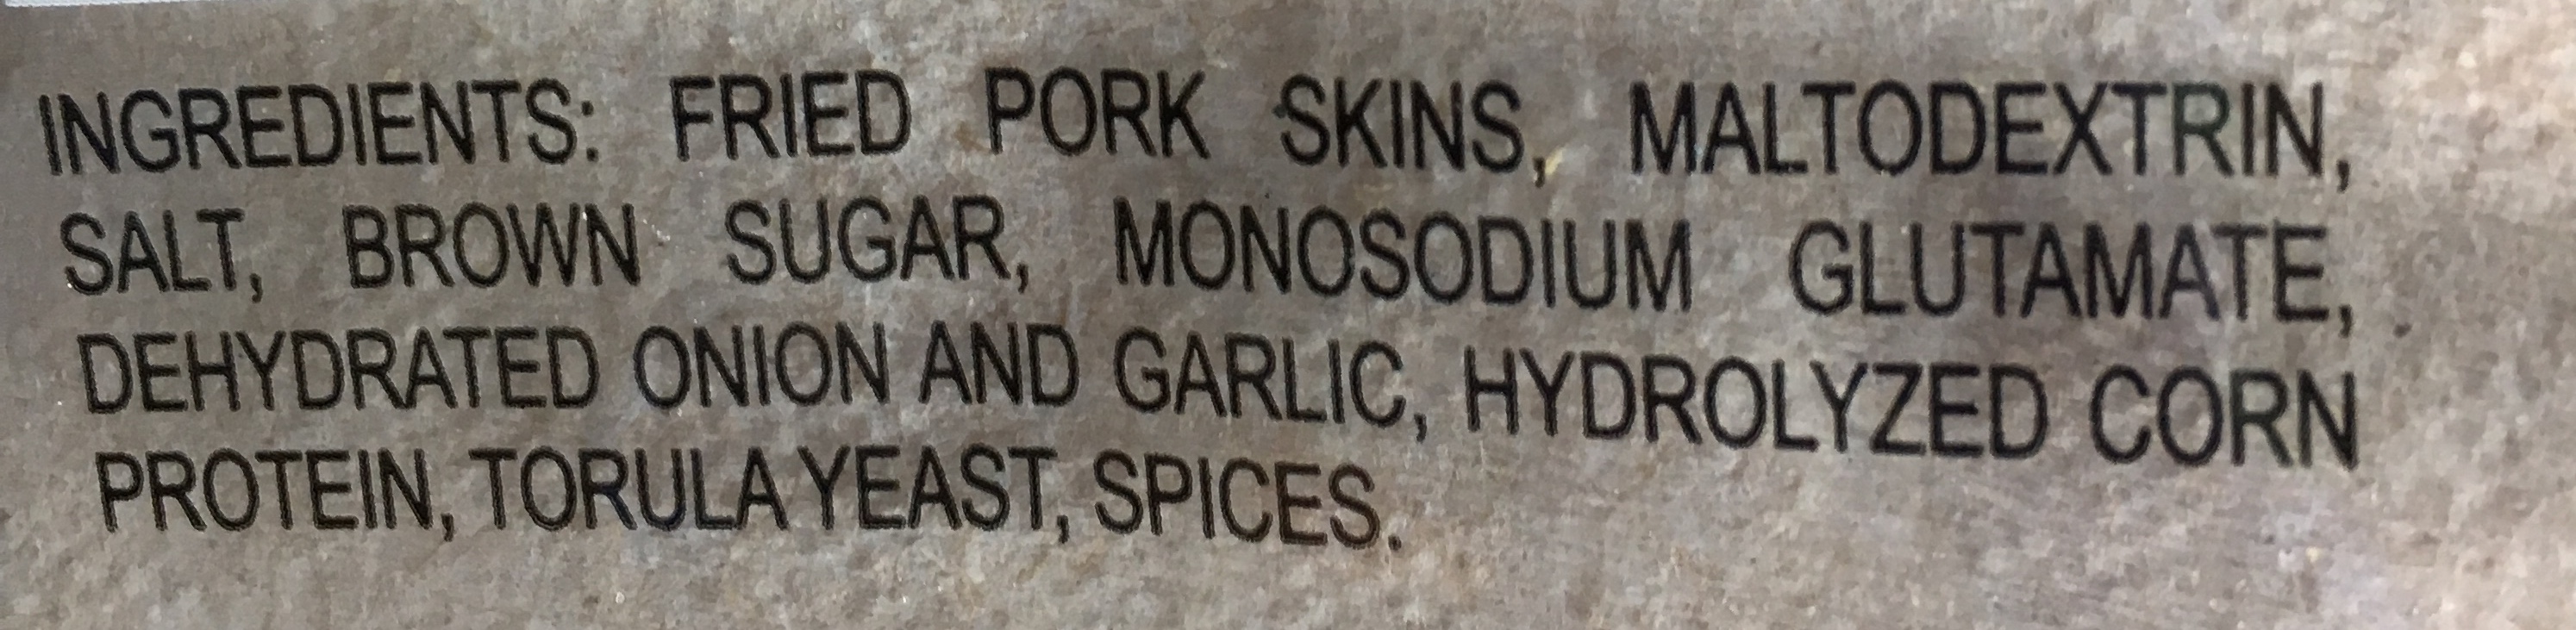 INGREDIENTS: FRIED PORK SKINS, MALTODEXTRIN,
SALT, BROWN SUGAR, MONOSODIUM GLUTAMATE,
DEHYDRATED ONION AND GARLIC, HYDROLYZED CORN
PROTEIN, TORULA YEAST, SPICES.